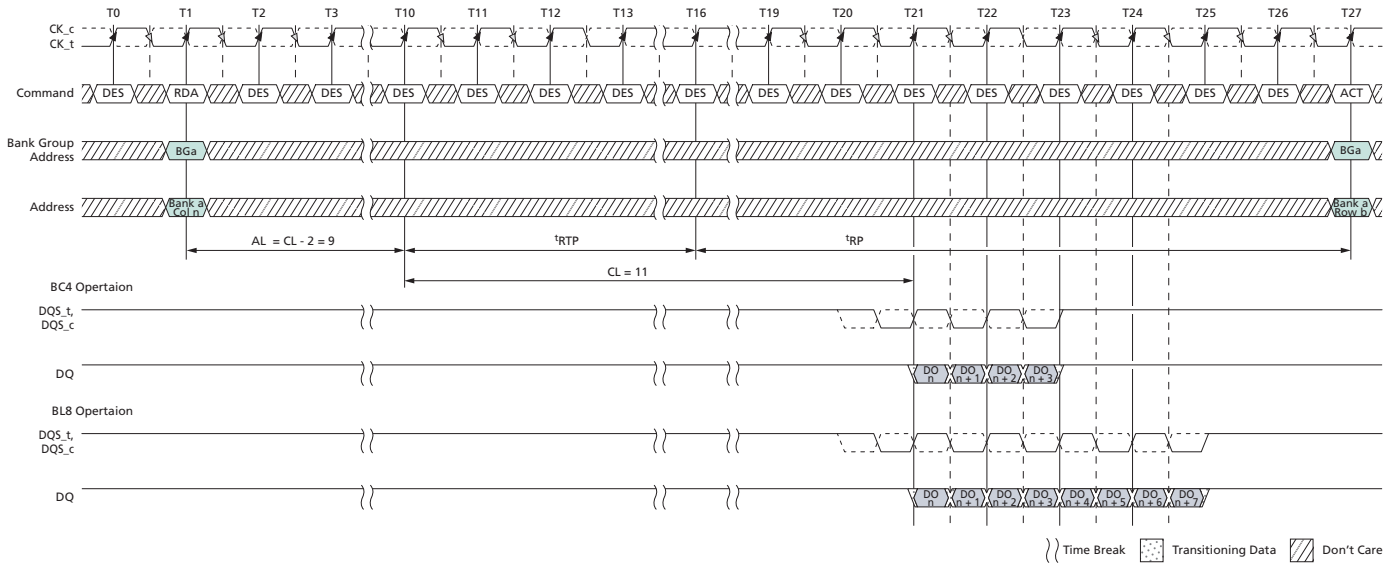 T0 T1 T2 T3 T10 T11 T12 T13 T16 T19 T20 T21 T22 T23 T24 T25 T26 T27
CK_c
CK_t
Command DES RDA DES DES DES DES DES DES DES DES DES DES DES DES DES DES DES ACT
Bank Group
Address
BGa BGa
Address
Bank a
Col n
Bank a
Row b
AL = CL - 2 = 9 tRTP tRP
CL = 11
BC4 Opertaion
DQS_t,
DQS_c
DQ
DO n DO n + 1 DO n + 2 DO n + 3
BL8 Opertaion
DQS_t,
DQS_c
DQ
DO n DO n + 1 DO n + 2 DO n + 3 DO n + 4 DO n + 5 DO n + 6 DO n + 7
Time Break Transitioning Data Don't Care